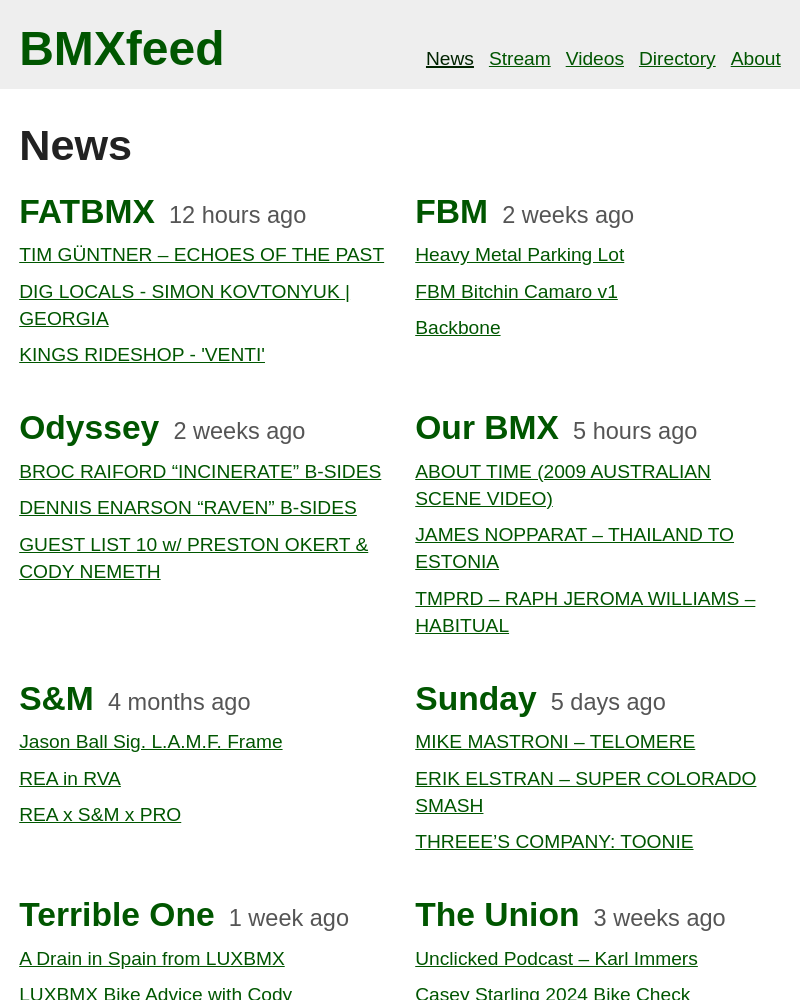 BMXfeed
News Stream Videos Directory About
News
FATBMX 12 hours ago
TIM GÜNTNER – ECHOES OF THE PAST
DIG LOCALS - SIMON KOVTONYUK |
GEORGIA
KINGS RIDESHOP - 'VENTI'
FBM 2 weeks ago
Heavy Metal Parking Lot
FBM Bitchin Camaro v1
Backbone
Odyssey 2 weeks ago
BROC RAIFORD “INCINERATE” B-SIDES
DENNIS ENARSON “RAVEN” B-SIDES
GUEST LIST 10 w/ PRESTON OKERT &
CODY NEMETH
Our BMX 5 hours ago
ABOUT TIME (2009 AUSTRALIAN
SCENE VIDEO)
JAMES NOPPARAT – THAILAND TO
ESTONIA
TMPRD – RAPH JEROMA WILLIAMS –
HABITUAL
S&M 4 months ago
Jason Ball Sig. L.A.M.F. Frame
REA in RVA
REA x S&M x PRO
Sunday 5 days ago
MIKE MASTRONI – TELOMERE
ERIK ELSTRAN – SUPER COLORADO
SMASH
THREEE’S COMPANY: TOONIE
Terrible One 1 week ago
A Drain in Spain from LUXBMX
LUXBMX Bike Advice with Cody
The Union 3 weeks ago
Unclicked Podcast – Karl Immers
Casey Starling 2024 Bike Check